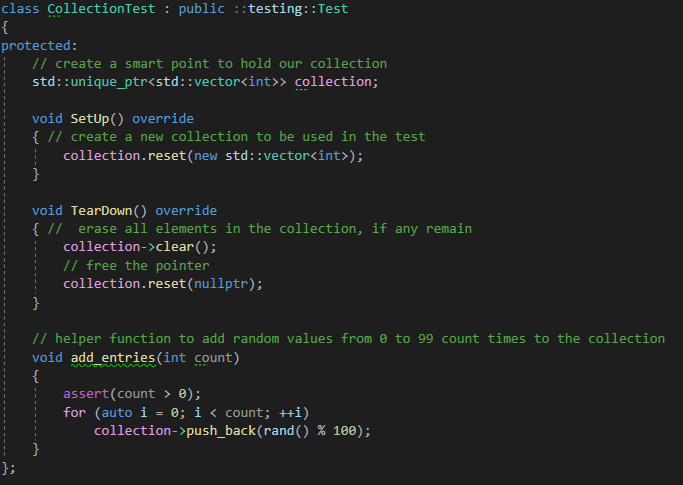 class CollectionTest : public ::testing::Test
{
protected:
    // create a smart point to hold our collection
    std::unique_ptr<std::vector<int>> collection;

    void SetUp() override
    { // create a new collection to be used in the test
        collection.reset(new std::vector<int>);
    }

    void TearDown() override
    { //  erase all elements in the collection, if any remain
        collection->clear();
        // free the pointer
        collection.reset(nullptr);
    }

    // helper function to add random values from 0 to 99 count times to the collection
    void add_entries(int count)
    {
        assert(count > 0);
        for (auto i = 0; i < count; ++i)
            collection->push_back(rand() % 100);
    }
};